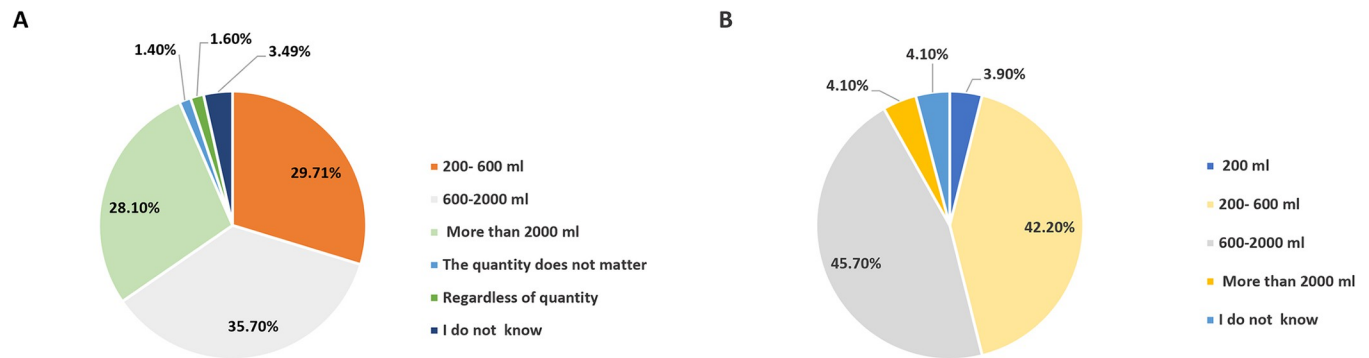 A
1.40%
1.60%
3.49%
29.71%
28.10%
35.70%
200- 600 ml
600-2000 ml
More than 2000 ml
The quantity does not matter
Regardless of quantity
I do not know
B
4.10%
4.10%
3.90%
42.20%
45.70%
200 ml
200- 600 ml
600-2000 ml
More than 2000 ml
I do not know